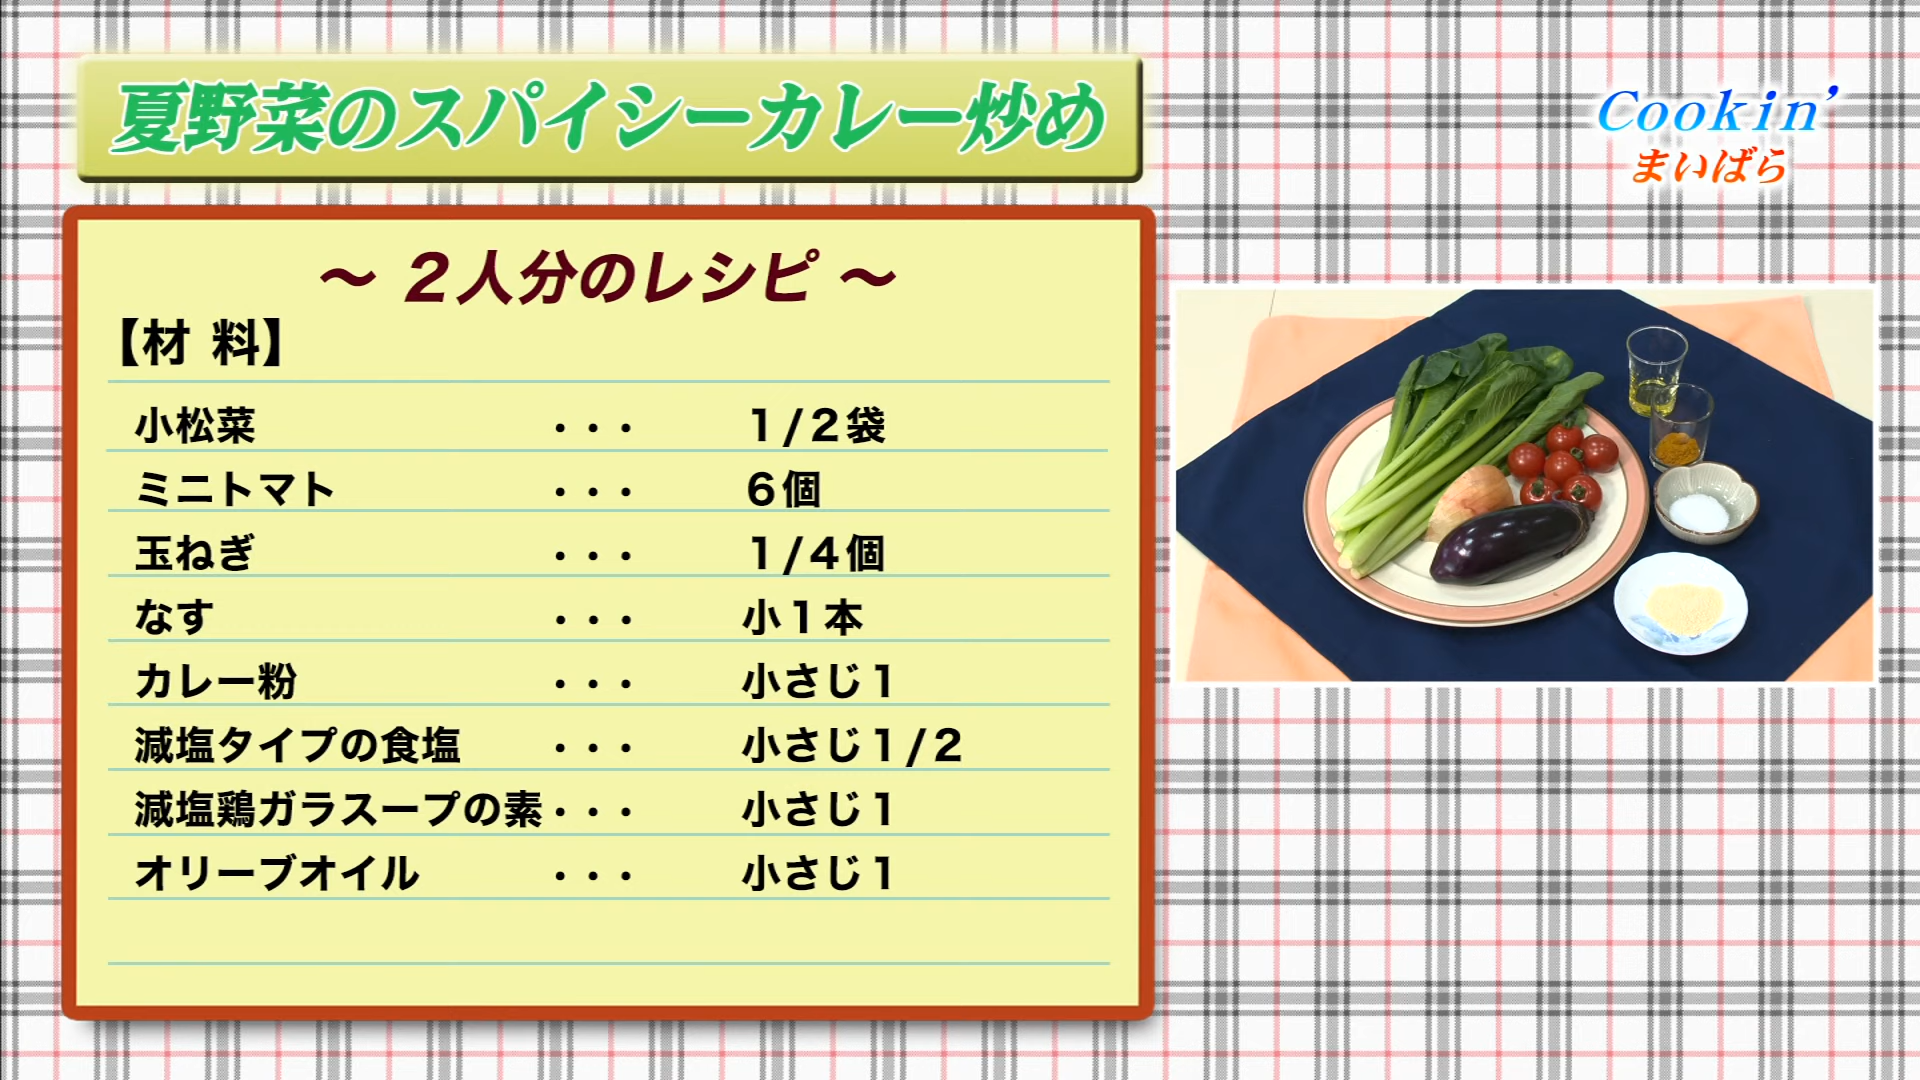 夏野菜のスパイシーカレー炒め
Cookin'
まいばら
～ 2人分のレシピ ～
【材 料】
小松菜 ・・・ 1/2袋
ミニトマト ・・・ 6個
玉ねぎ ・・・ 1/4個
なす ・・・ 小1本
カレー粉 ・・・ 小さじ1
減塩タイプの食塩 ・・・ 小さじ1/2
減塩鶏ガラスープの素・・・ 小さじ1
オリーブオイル ・・・ 小さじ1